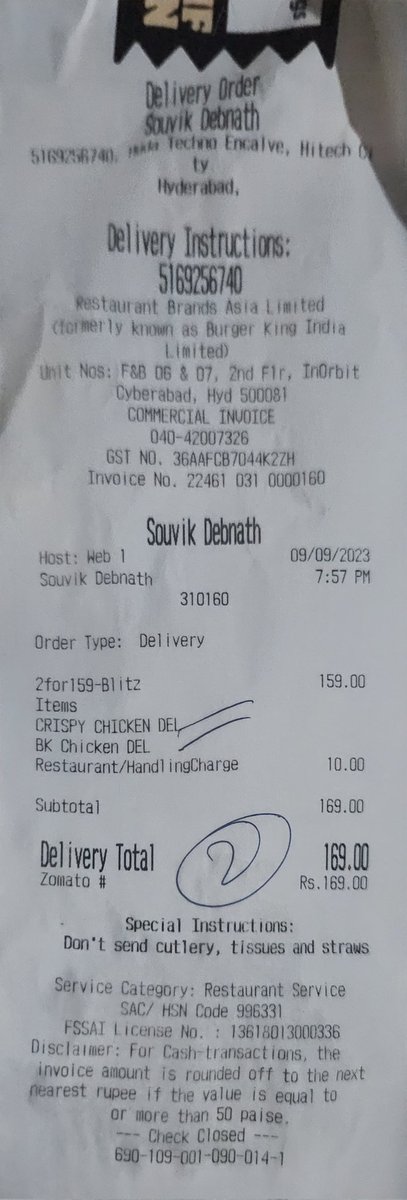 IF
N
Delivery Order
Souvik Debnath
5169256740, Techno Encalve, Hitech Ci
ty
Hyderabad,
Delivery Instructions:
5169256740
Restaurant Brands Asia Limited
(formerly known as Burger King India
Limited)
Unit Nos: F&B 06 & 07, 2nd Flr, InOrbit
Cyberabad, Hyd 500081
COMMERCIAL INVOICE
040-42007326
GST NO. 36AAFCB7044K2ZH
Invoice No. 22461 031 0000160
Souvik Debnath
Host: Web 1 09/09/2023
Souvik Debnath 7:57 PM
310160
Order Type: Delivery
2for159-Blitz 159.00
Items
CRISPY CHICKEN DEL
BK Chicken DEL
Restaurant/HandlingCharge 10.00
Subtotal 169.00
Delivery Total 169.00
2
Zomato # Rs.169.00
Special Instructions:
Don't send cutlery, tissues and straws
Service Category: Restaurant Service
SAC/ HSN Code 996331
FSSAI License No. : 13618013000336
Disclaimer: For Cash-transactions, the
invoice amount is rounded off to the next
nearest rupee if the value is equal to
or more than 50 paise.
--- Check Closed ---
690-109-001-090-014-1